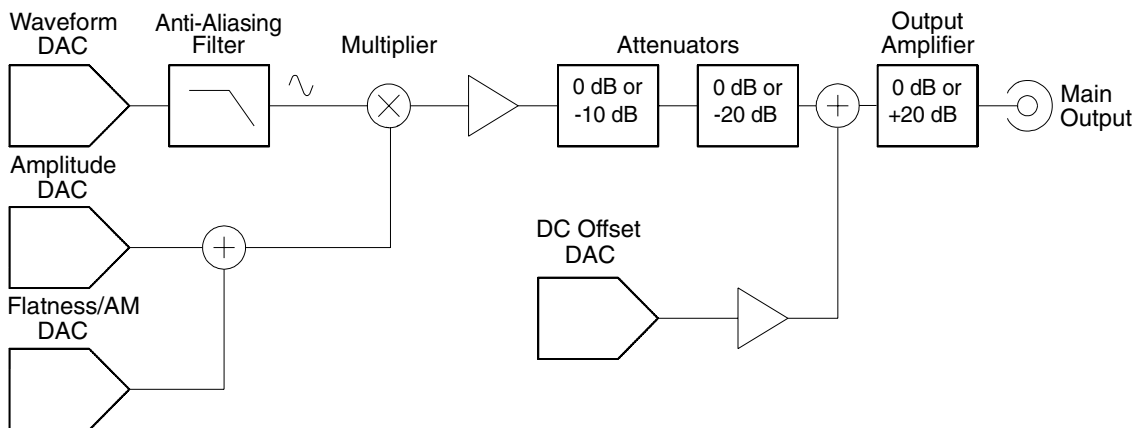 Waveform
DAC
Anti-Aliasing
Filter
Multiplier
Attenuators
Output
Amplifier
0 dB or
-10 dB
0 dB or
-20 dB
0 dB or
+20 dB
Main
Output
Amplitude
DAC
DC Offset
DAC
Flatness/AM
DAC